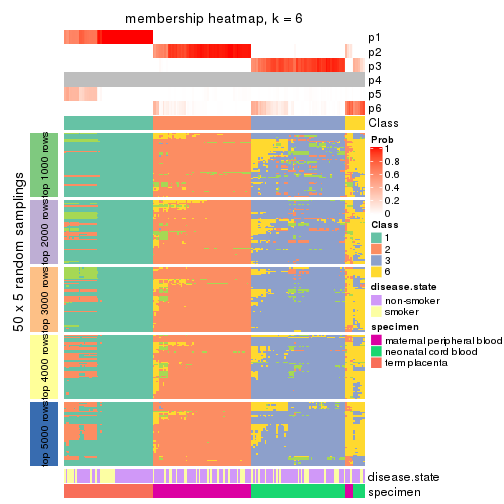 membership heatmap, k = 6
p1
p2
p3
p4
p5
p6
Class
50 x 5 random samplings
top 1000 rows
top 2000 rows
top 3000 rows
top 4000 rows
top 5000 rows
disease.state
specimen
Prob
1
0.8
0.6
0.4
0.2
0
Class
1
2
3
6
disease.state
non-smoker
smoker
specimen
maternal peripheral blood
neonatal cord blood
term placenta